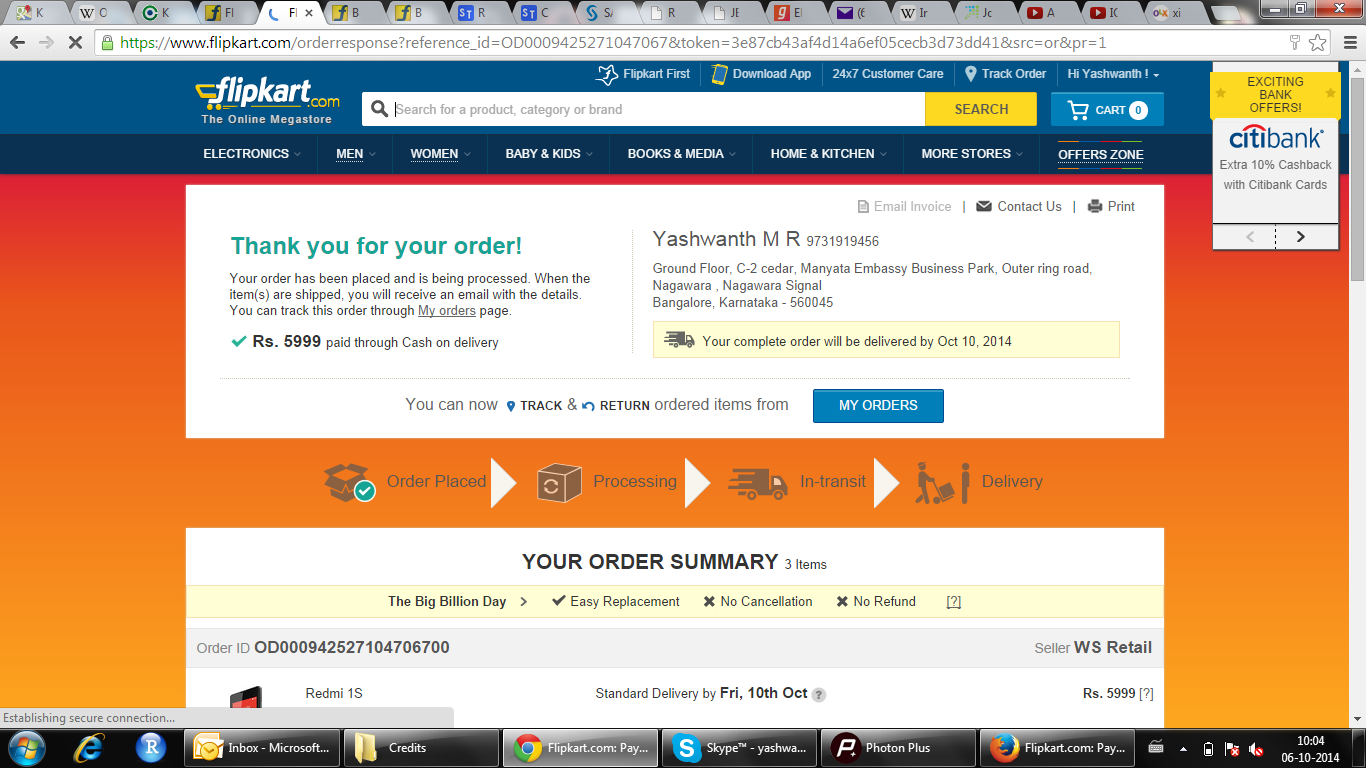 K
W O
K
Fl
Fl
B
B
R
C
SA
R
JE
El
(6
W Ir
Jc
A
IC
olx xi
https://www.flipkart.com/orderresponse?reference_id=OD0009425271047067&token=3e87cb43af4d14a6ef05cecb3d73dd41&src=or&pr=1
Flipkart First
Download App
24x7 Customer Care
Track Order
Hi Yashwanth !
flipkart.com
The Online Megastore
Search for a product, category or brand
SEARCH
CART 0
EXCITING
BANK
OFFERS!
citibank
Extra 10% Cashback
with Citibank Cards
ELECTRONICS
MEN
WOMEN
BABY & KIDS
BOOKS & MEDIA
HOME & KITCHEN
MORE STORES
OFFERS ZONE
Email Invoice | Contact Us | Print
Thank you for your order!
Your order has been placed and is being processed. When the
item(s) are shipped, you will receive an email with the details.
You can track this order through My orders page.
Rs. 5999 paid through Cash on delivery
Yashwanth M R 9731919456
Ground Floor, C-2 cedar, Manyata Embassy Business Park, Outer ring road,
Nagawara , Nagawara Signal
Bangalore, Karnataka - 560045
Your complete order will be delivered by Oct 10, 2014
You can now TRACK & RETURN ordered items from
MY ORDERS
Order Placed
Processing
In-transit
Delivery
YOUR ORDER SUMMARY 3 Items
The Big Billion Day
Easy Replacement
No Cancellation
No Refund
[?]
Order ID OD000942527104706700
Seller WS Retail
Redmi 1S
Standard Delivery by Fri, 10th Oct ?
Rs. 5999 [?]
Establishing secure connection...
Inbox - Microsoft...
Credits
Flipkart.com: Pay...
Skype™ - yashwa...
Photon Plus
Flipkart.com: Pay...
10:04
06-10-2014